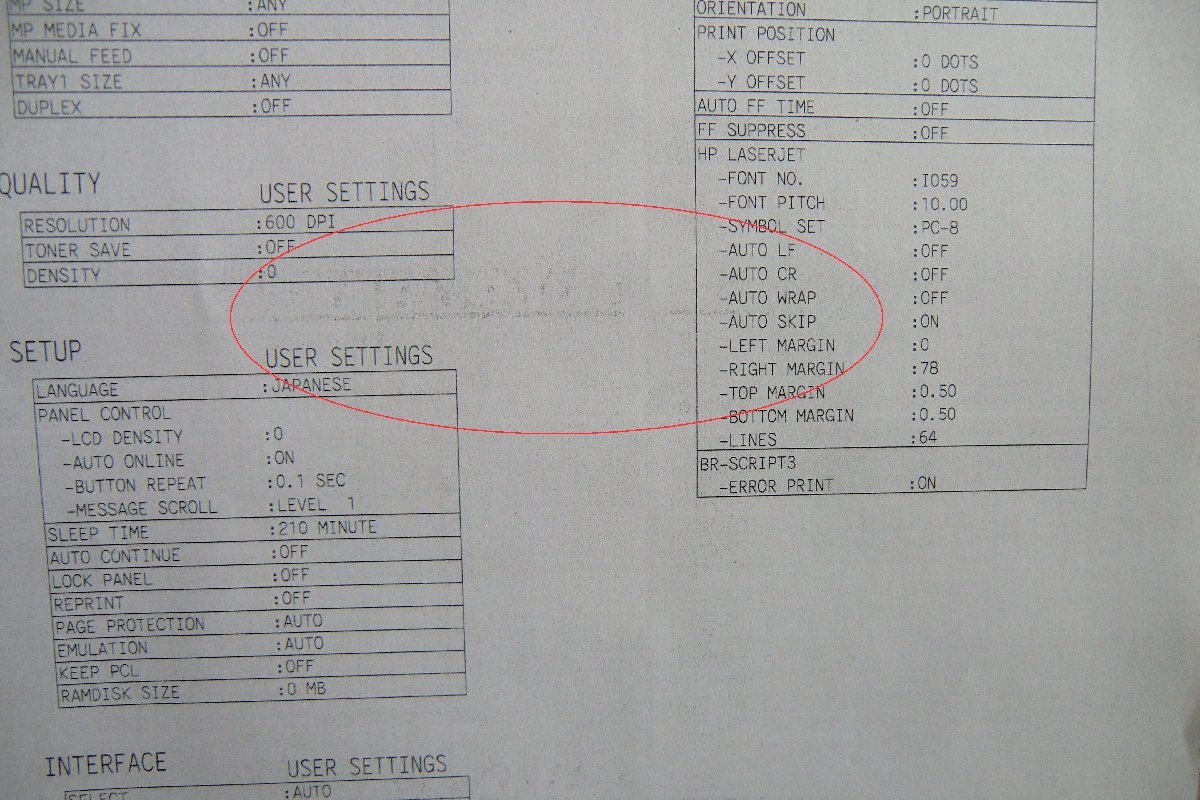 MP SIZE :ANY
MP MEDIA FIX :OFF
MANUAL FEED :OFF
TRAY1 SIZE :ANY
DUPLEX :OFF
QUALITY USER SETTINGS
RESOLUTION :600 DPI
TONER SAVE :OFF
DENSITY :0
SETUP USER SETTINGS
LANGUAGE :JAPANESE
PANEL CONTROL
-LCD DENSITY :0
-AUTO ONLINE :ON
-BUTTON REPEAT :0.1 SEC
-MESSAGE SCROLL :LEVEL 1
SLEEP TIME :210 MINUTE
AUTO CONTINUE :OFF
LOCK PANEL :OFF
REPRINT :OFF
PAGE PROTECTION :AUTO
EMULATION :AUTO
KEEP PCL :OFF
RAMDISK SIZE :0 MB
INTERFACE USER SETTINGS
SELECT :AUTO
ORIENTATION :PORTRAIT
PRINT POSITION
-X OFFSET :0 DOTS
-Y OFFSET :0 DOTS
AUTO FF TIME :OFF
FF SUPPRESS :OFF
HP LASERJET
-FONT NO. :I059
-FONT PITCH :10.00
-SYMBOL SET :PC-8
-AUTO LF :OFF
-AUTO CR :OFF
-AUTO WRAP :OFF
-AUTO SKIP :ON
-LEFT MARGIN :0
-RIGHT MARGIN :78
-TOP MARGIN :0.50
-BOTTOM MARGIN :0.50
-LINES :64
BR-SCRIPT3
-ERROR PRINT :ON